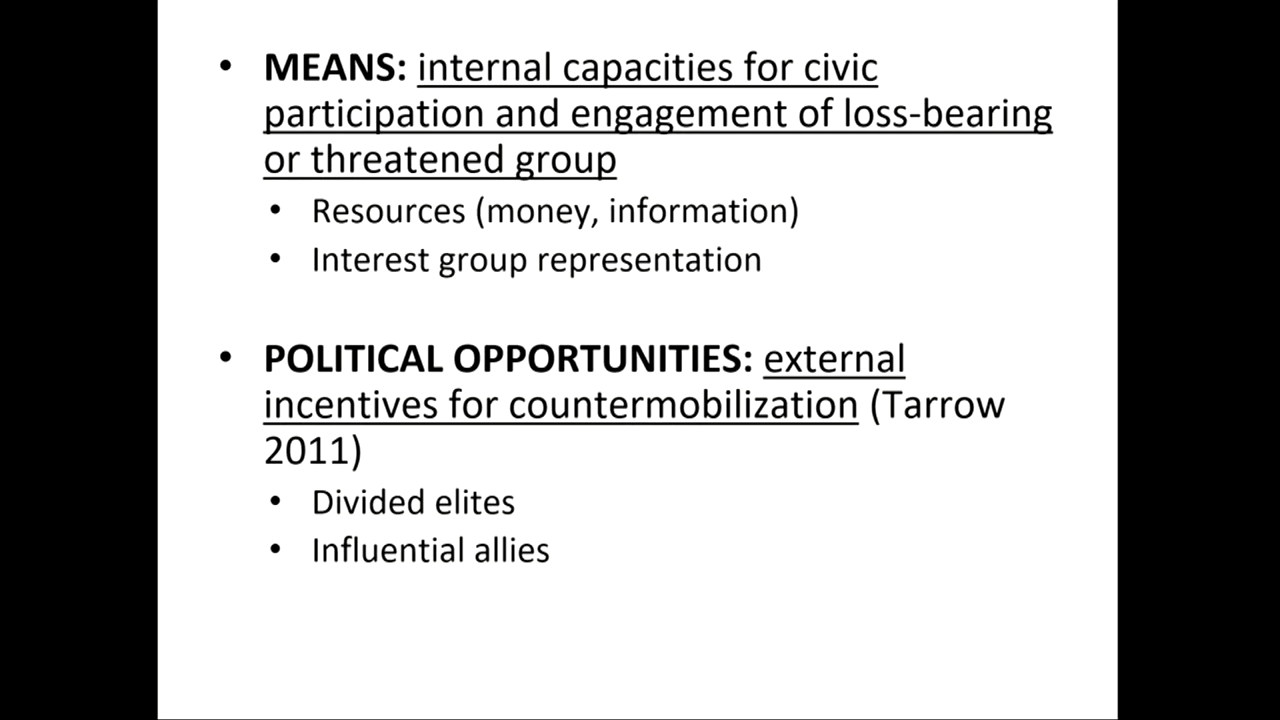 • MEANS: internal capacities for civic
participation and engagement of loss-bearing
or threatened group
• Resources (money, information)
• Interest group representation
• POLITICAL OPPORTUNITIES: external
incentives for countermobilization (Tarrow
2011)
• Divided elites
• Influential allies